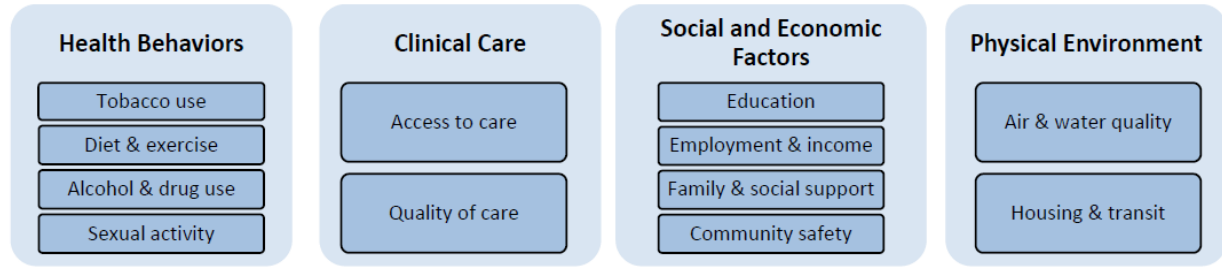 Health Behaviors
Tobacco use
Diet & exercise
Alcohol & drug use
Sexual activity
Clinical Care
Access to care
Quality of care
Social and Economic
Factors
Education
Employment & income
Family & social support
Community safety
Physical Environment
Air & water quality
Housing & transit